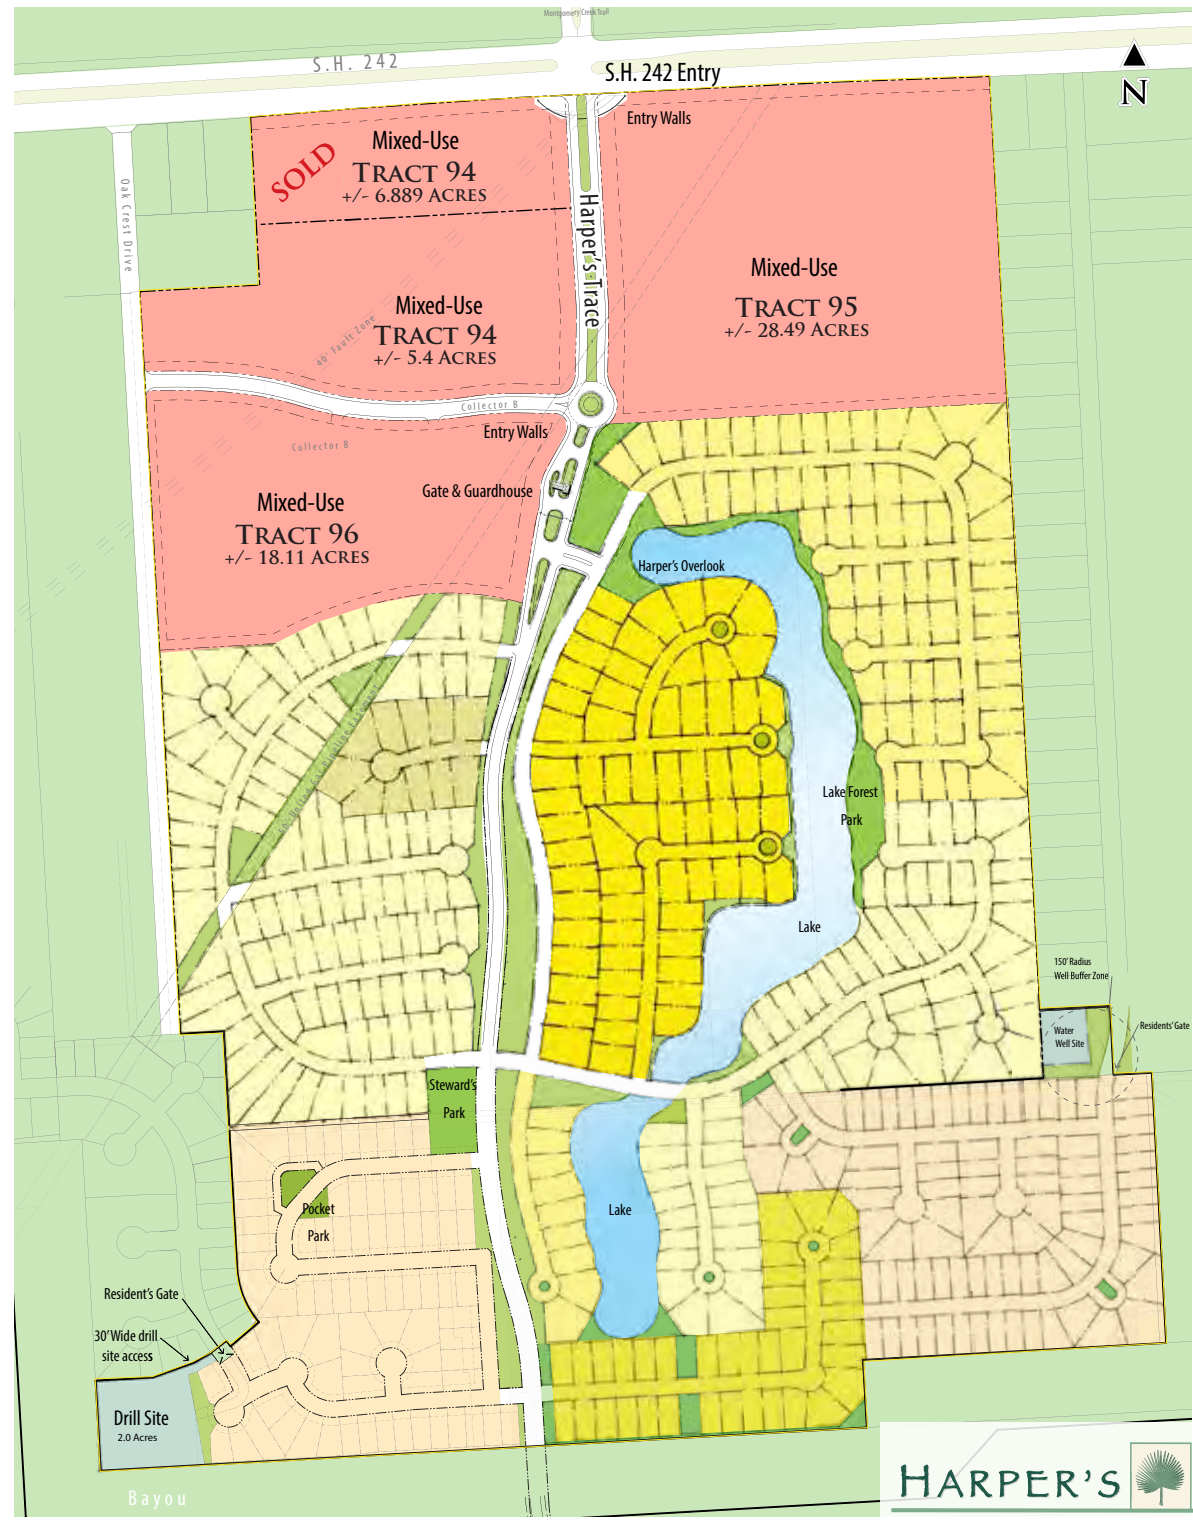 Montgomery Creek Trail
S.H. 242
S.H. 242 Entry
N
Entry Walls
Mixed-Use
SOLD
TRACT 94
+/- 6.889 ACRES
Oak Crest Drive
Harper's Trace
Mixed-Use
TRACT 95
+/- 28.49 ACRES
Mixed-Use
TRACT 94
+/- 5.4 ACRES
40' Fault Zone
Collector B
Entry Walls
Collector B
Gate & Guardhouse
Mixed-Use
TRACT 96
+/- 18.11 ACRES
Harper's Overlook
Lake Forest
Park
Lake
150' Radius
Well Buffer Zone
Water
Well Site
Residents' Gate
Steward's
Park
Pocket
Park
Lake
Resident's Gate
30' Wide drill
site access
Drill Site
2.0 Acres
Bayou
HARPER'S